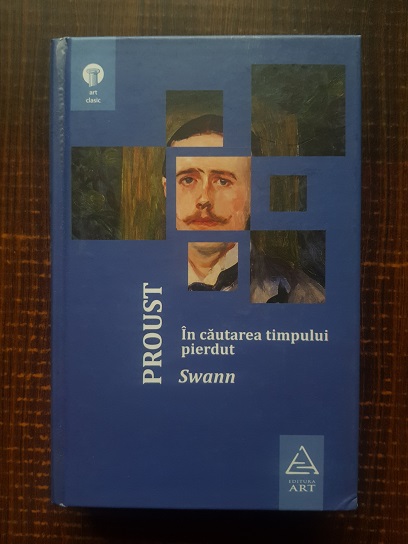 art
clasic
PROUST
În căutarea timpului
pierdut
Swann
EDITURA
ART